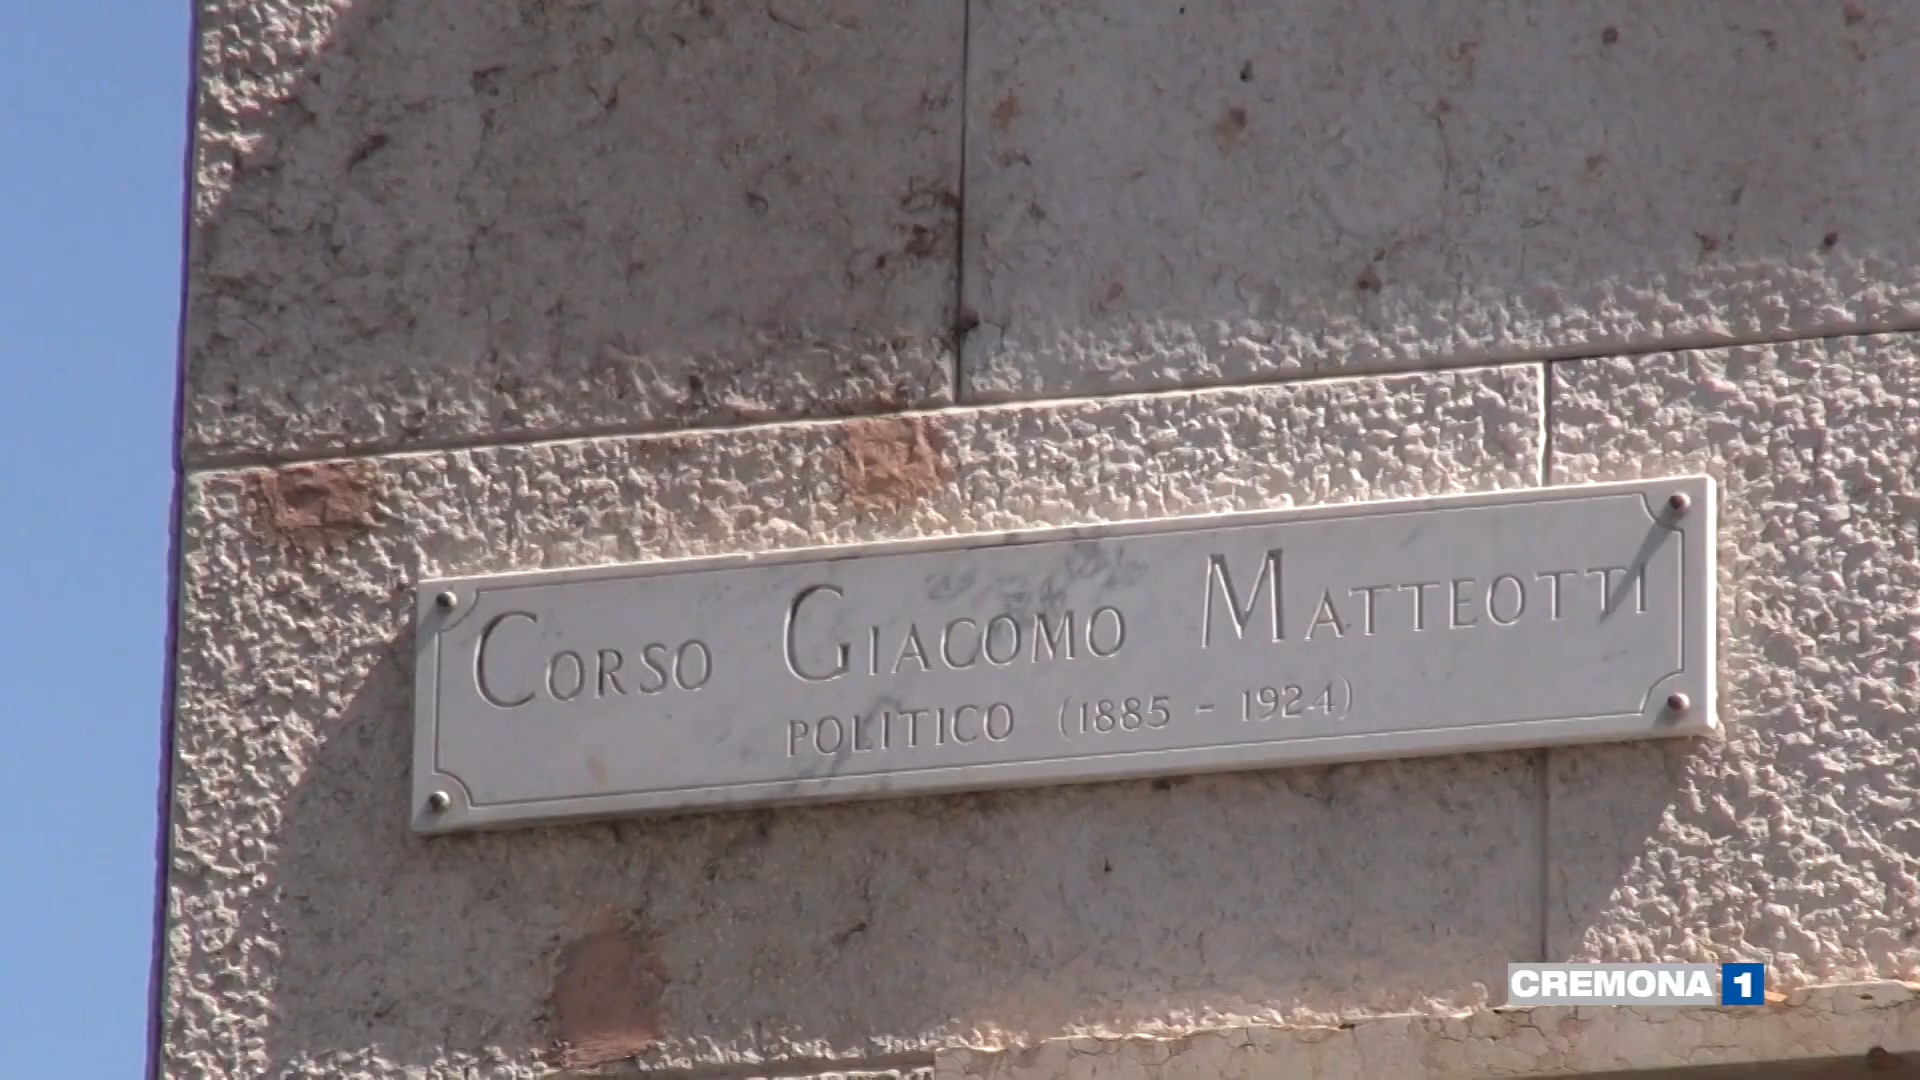 CORSO GIACOMO MATTEOTTI
POLITICO (1885 - 1924)
CREMONA 1